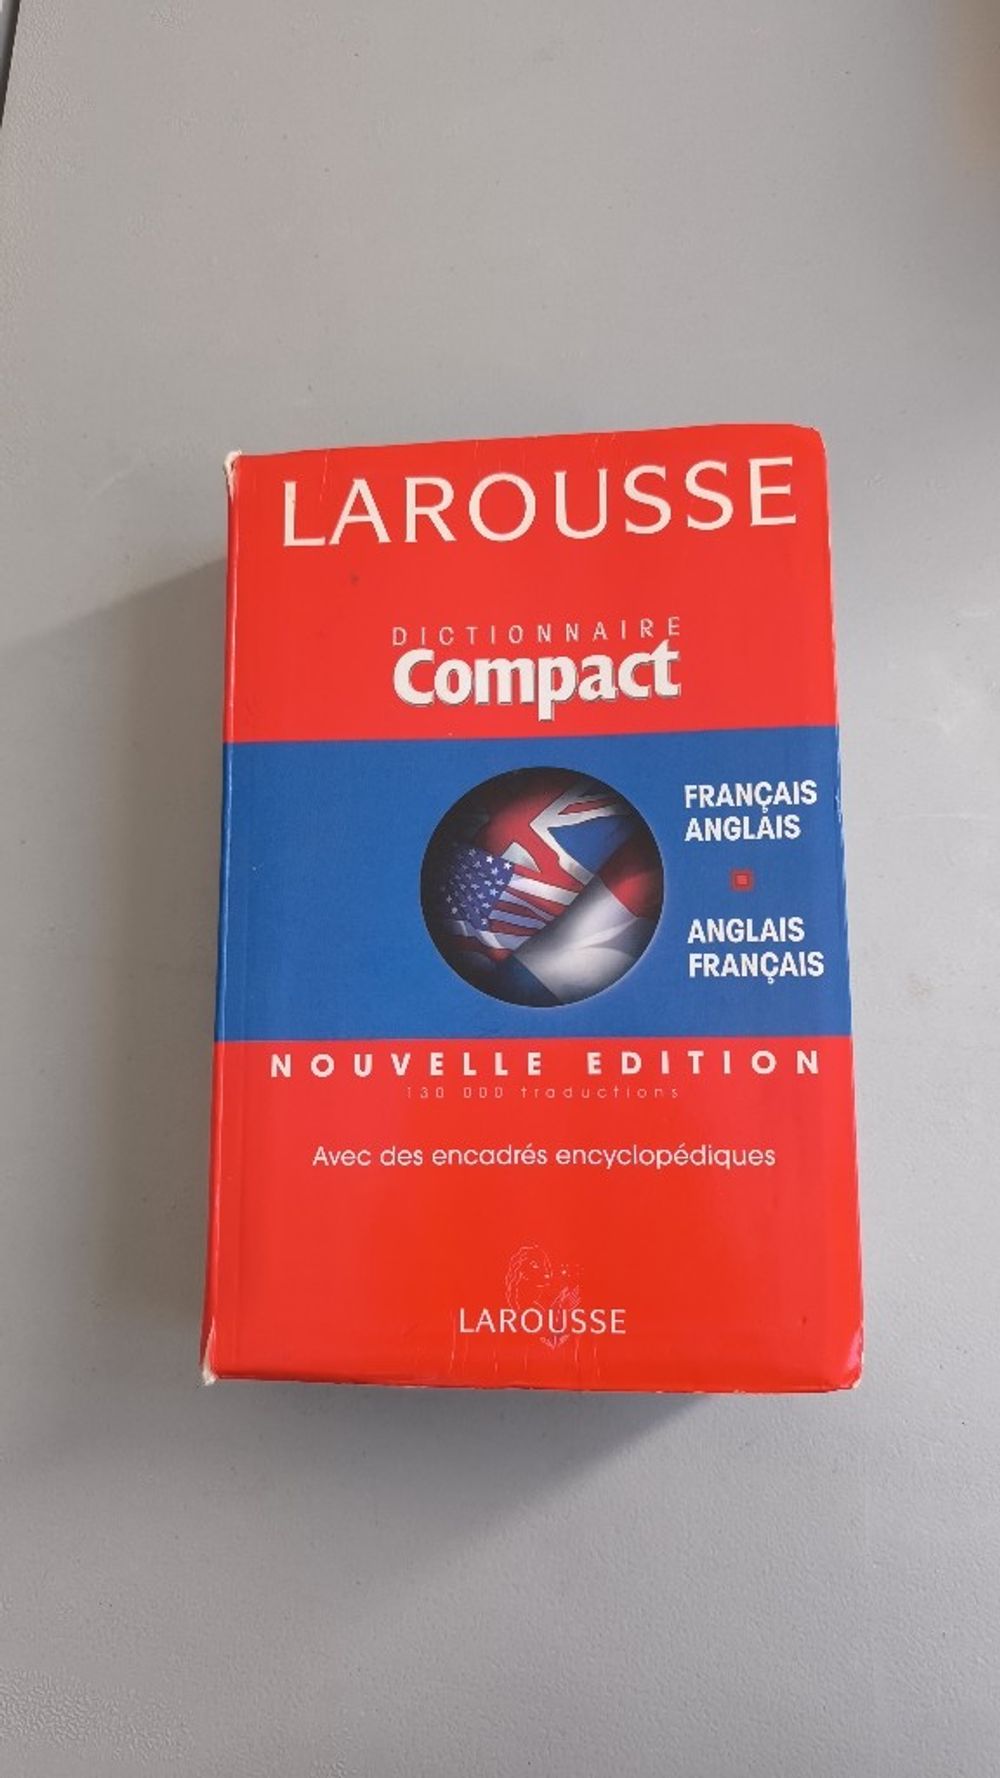 LAROUSSE
DICTIONNAIRE
Compact
FRANÇAIS
ANGLAIS
ANGLAIS
FRANÇAIS
NOUVELLE EDITION
130 000 traductions
Avec des encadrés encyclopédiques
LAROUSSE